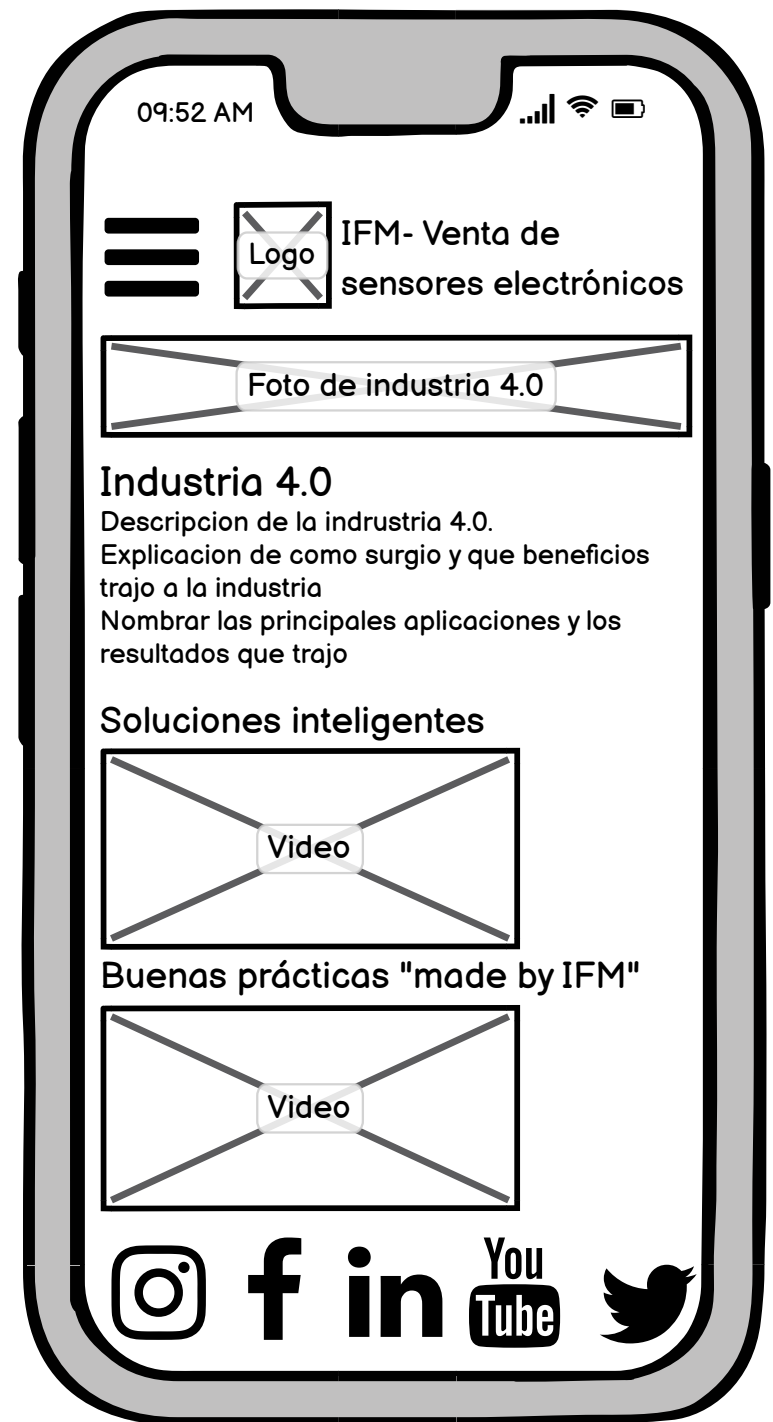 09:52 AM
Logo
IFM- Venta de
sensores electrónicos
Foto de industria 4.0
Industria 4.0
Descripcion de la indrustria 4.0.
Explicacion de como surgio y que beneficios
trajo a la industria
Nombrar las principales aplicaciones y los
resultados que trajo
Soluciones inteligentes
Video
Buenas prácticas "made by IFM"
Video
f
in
You
Tube